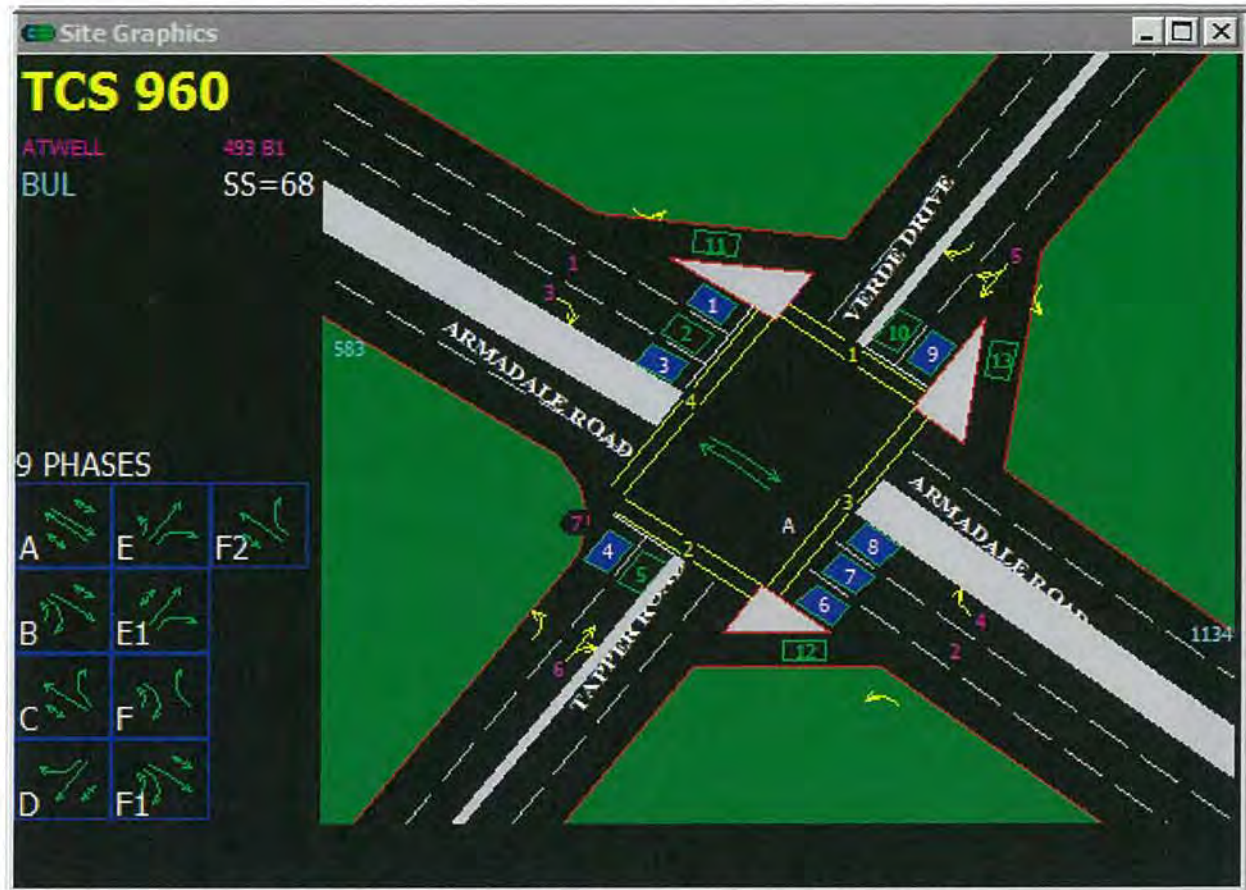 Site Graphics
TCS 960
ATWELL 493 B1
BUL SS=68
VERDE DRIVE
11
1
3
1
2
3
5
10
9
13
1
4
583
ARMADALE ROAD
ARMADALE ROAD
9 PHASES
A E F2
B E1
C F
D F1
7!
4
5
2
3
A
8
7
6
4
2
1134
6
TAPPER ROAD
12